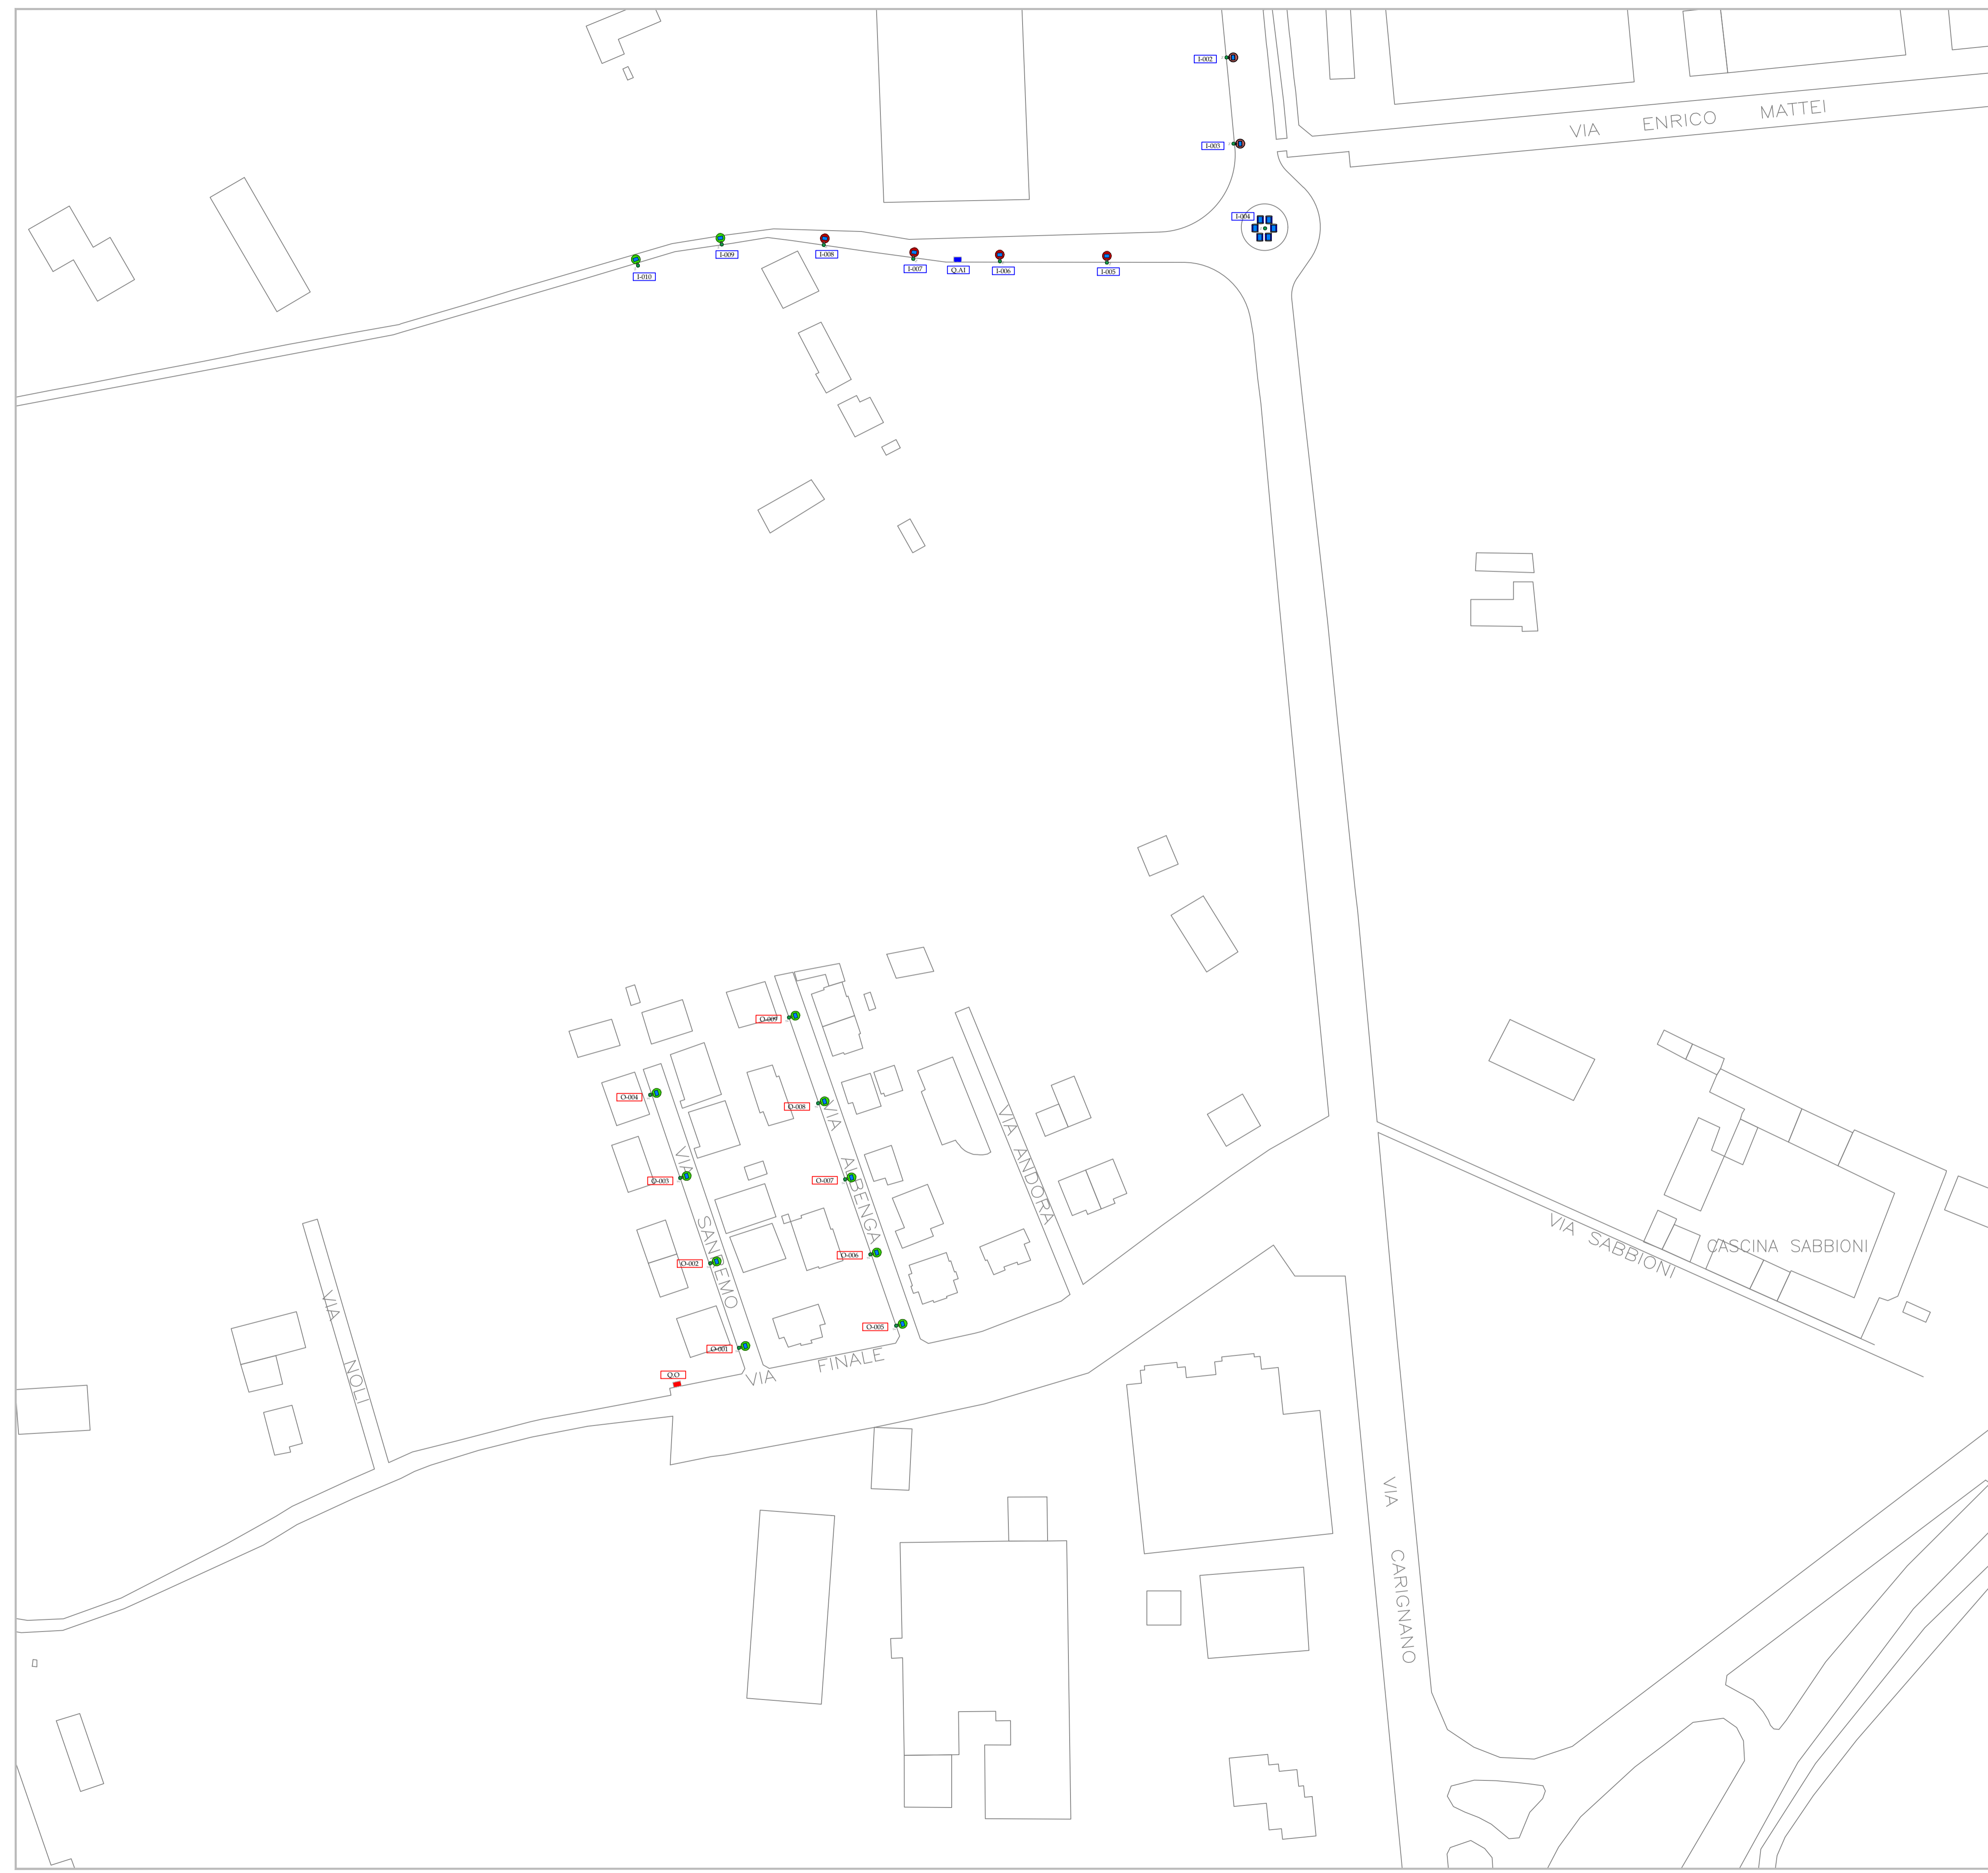 I-002
VIA ENRICO MATTEI
I-003
I-004
I-009
I-008
I-007
Q.AI
I-006
I-005
I-010
O-009
O-004
O-008
VIA ANDORA
O-003
O-007
VIA ALBENGA
VIA SABBIONI
CASCINA SABBIONI
O-006
O-002
VIA SANREMO
VIA NOLI
O-005
O-001
VIA FINALE
Q.O
VIA CARIGNANO